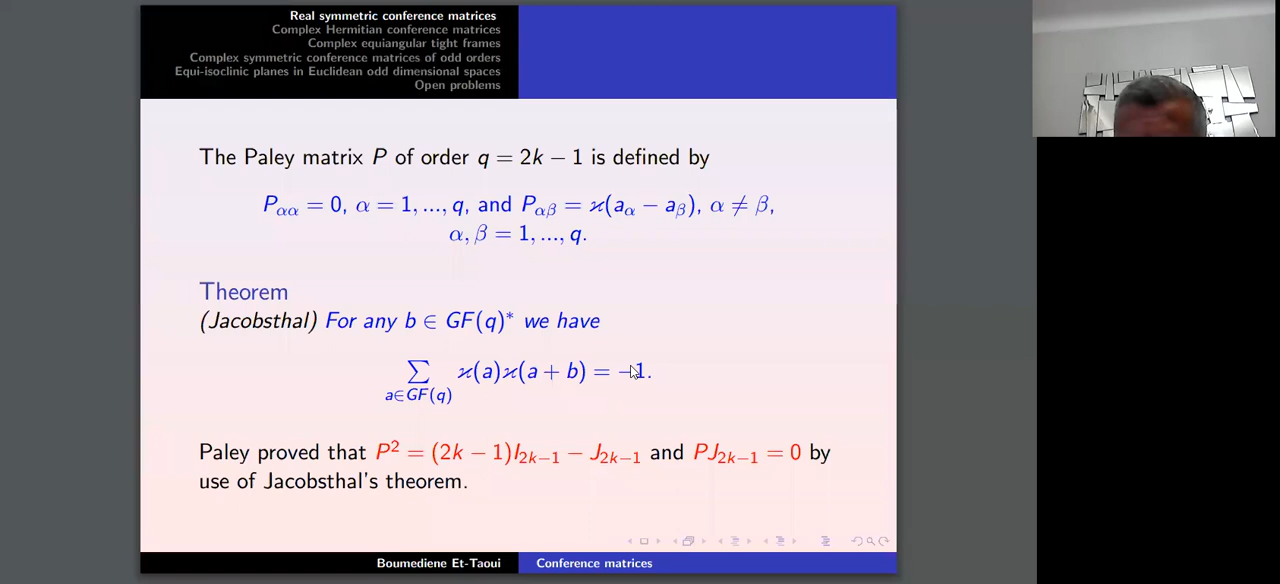 Real symmetric conference matrices
Complex Hermitian conference matrices
Complex equiangular tight frames
Complex symmetric conference matrices of odd orders
Equi-isoclinic planes in Euclidean odd dimensional spaces
Open problems
The Paley matrix P of order q = 2k − 1 is defined by
P_{αα} = 0, α = 1, ..., q, and P_{αβ} = ϰ(a_α − a_β), α ≠ β,
α, β = 1, ..., q.
Theorem
(Jacobsthal) For any b ∈ GF(q)* we have
∑_{a∈GF(q)} ϰ(a)ϰ(a + b) = −1.
Paley proved that P² = (2k − 1)I_{2k−1} − J_{2k−1} and PJ_{2k−1} = 0 by
use of Jacobsthal's theorem.
Boumediene Et-Taoui Conference matrices